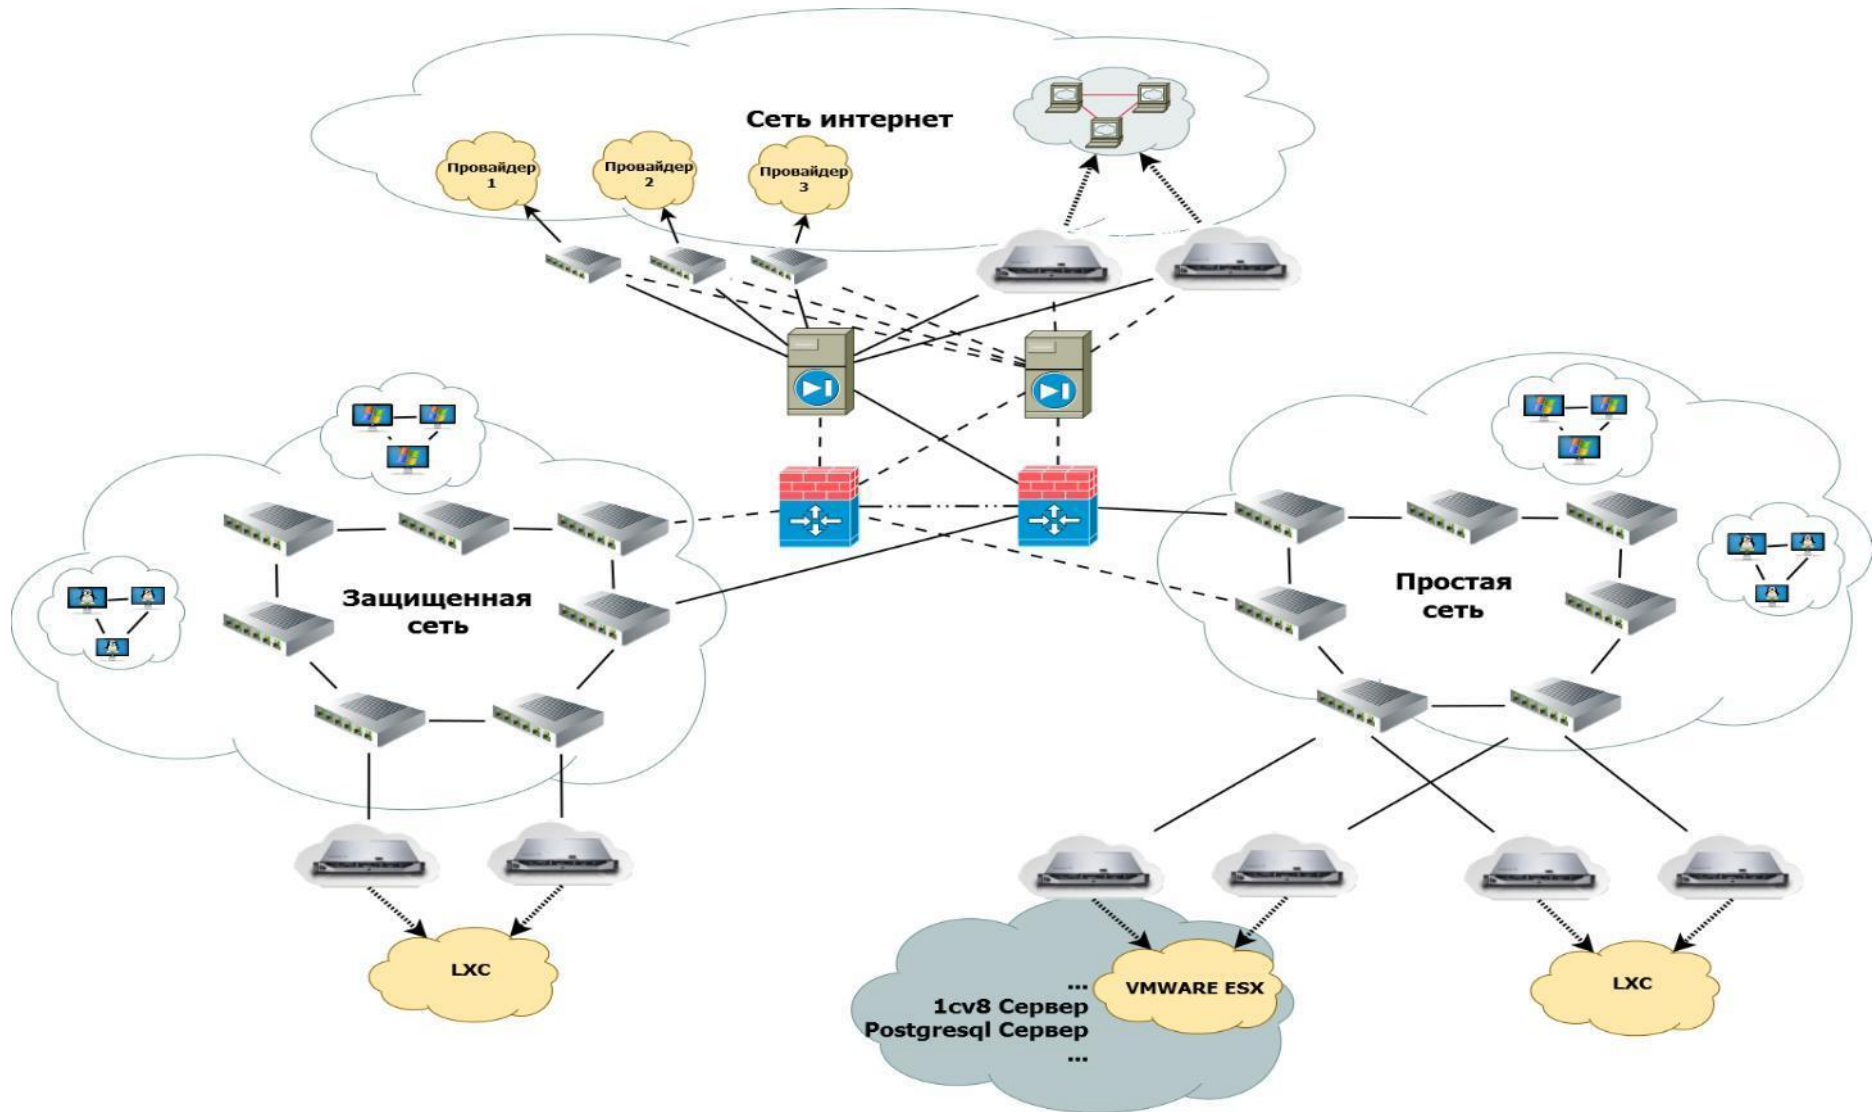 Сеть интернет
Провайдер
1
Провайдер
2
Провайдер
3
Защищенная
сеть
Простая
сеть
LXC
...
1cv8 Сервер
Postgresql Сервер
...
VMWARE ESX
LXC